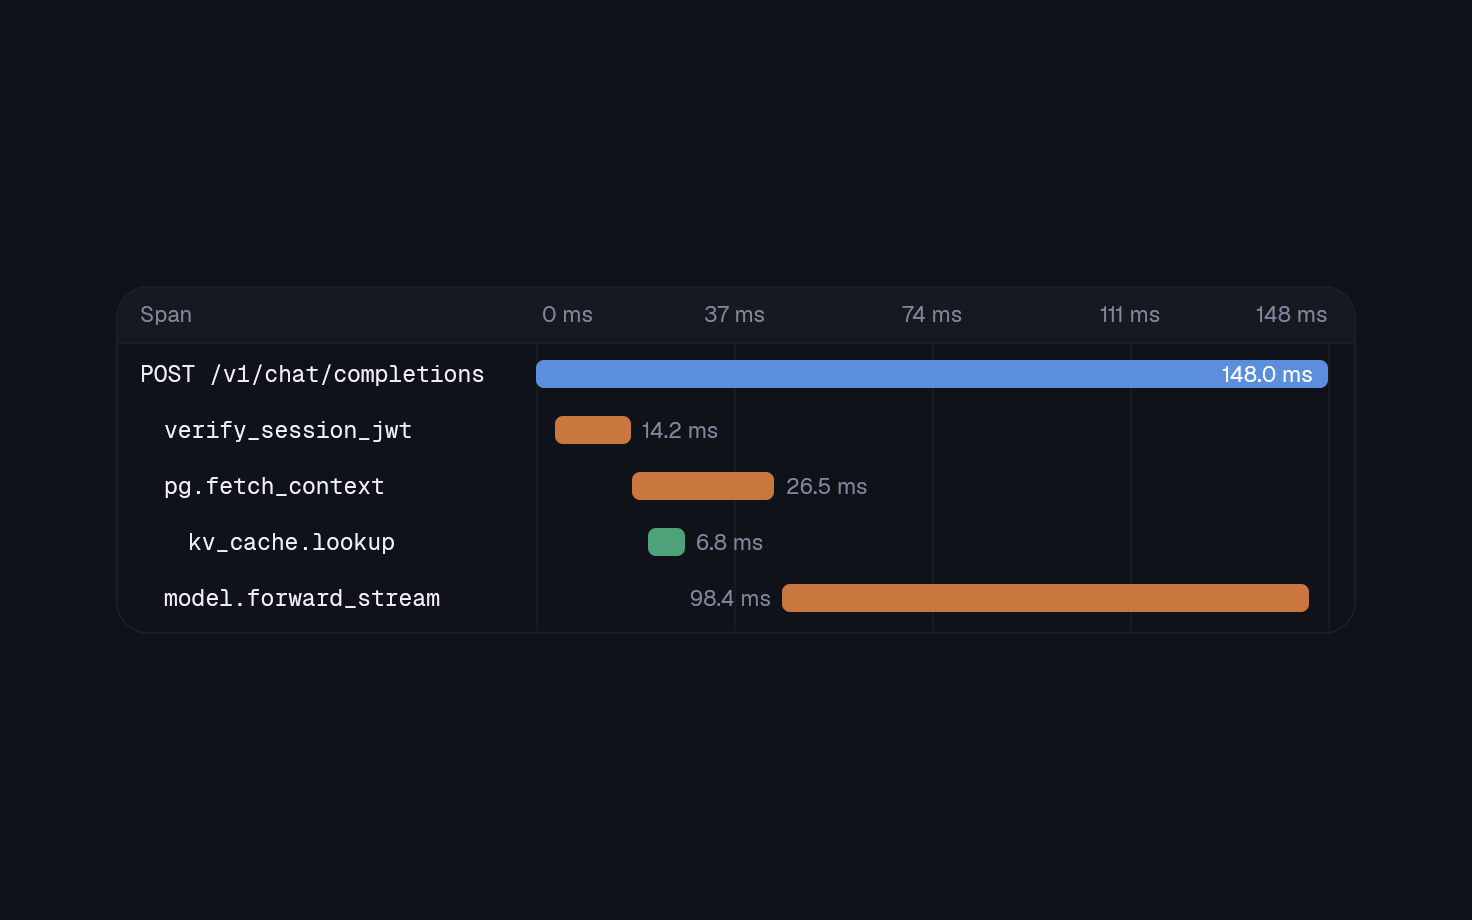 Span 0 ms 37 ms 74 ms 111 ms 148 ms
POST /v1/chat/completions 148.0 ms
verify_session_jwt 14.2 ms
pg.fetch_context 26.5 ms
kv_cache.lookup 6.8 ms
model.forward_stream 98.4 ms